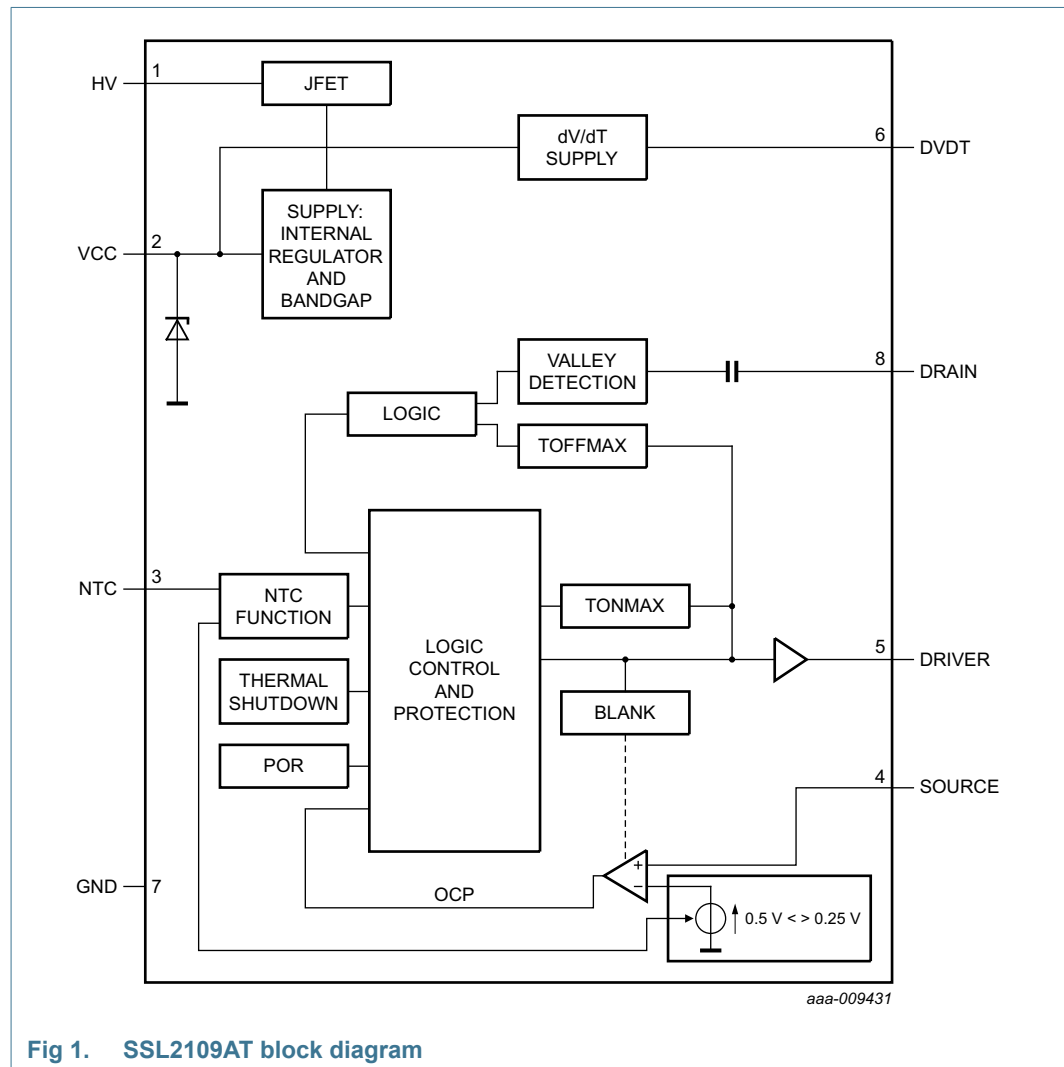 1
HV
JFET
dV/dT
SUPPLY
6
DVDT
SUPPLY:
INTERNAL
REGULATOR
AND
BANDGAP
2
VCC
VALLEY
DETECTION
8
DRAIN
LOGIC
TOFFMAX
3
NTC
NTC
FUNCTION
TONMAX
LOGIC
CONTROL
AND
PROTECTION
5
DRIVER
THERMAL
SHUTDOWN
BLANK
POR
4
SOURCE
GND
7
OCP
+
−
0.5 V < > 0.25 V
aaa-009431
Fig 1. SSL2109AT block diagram